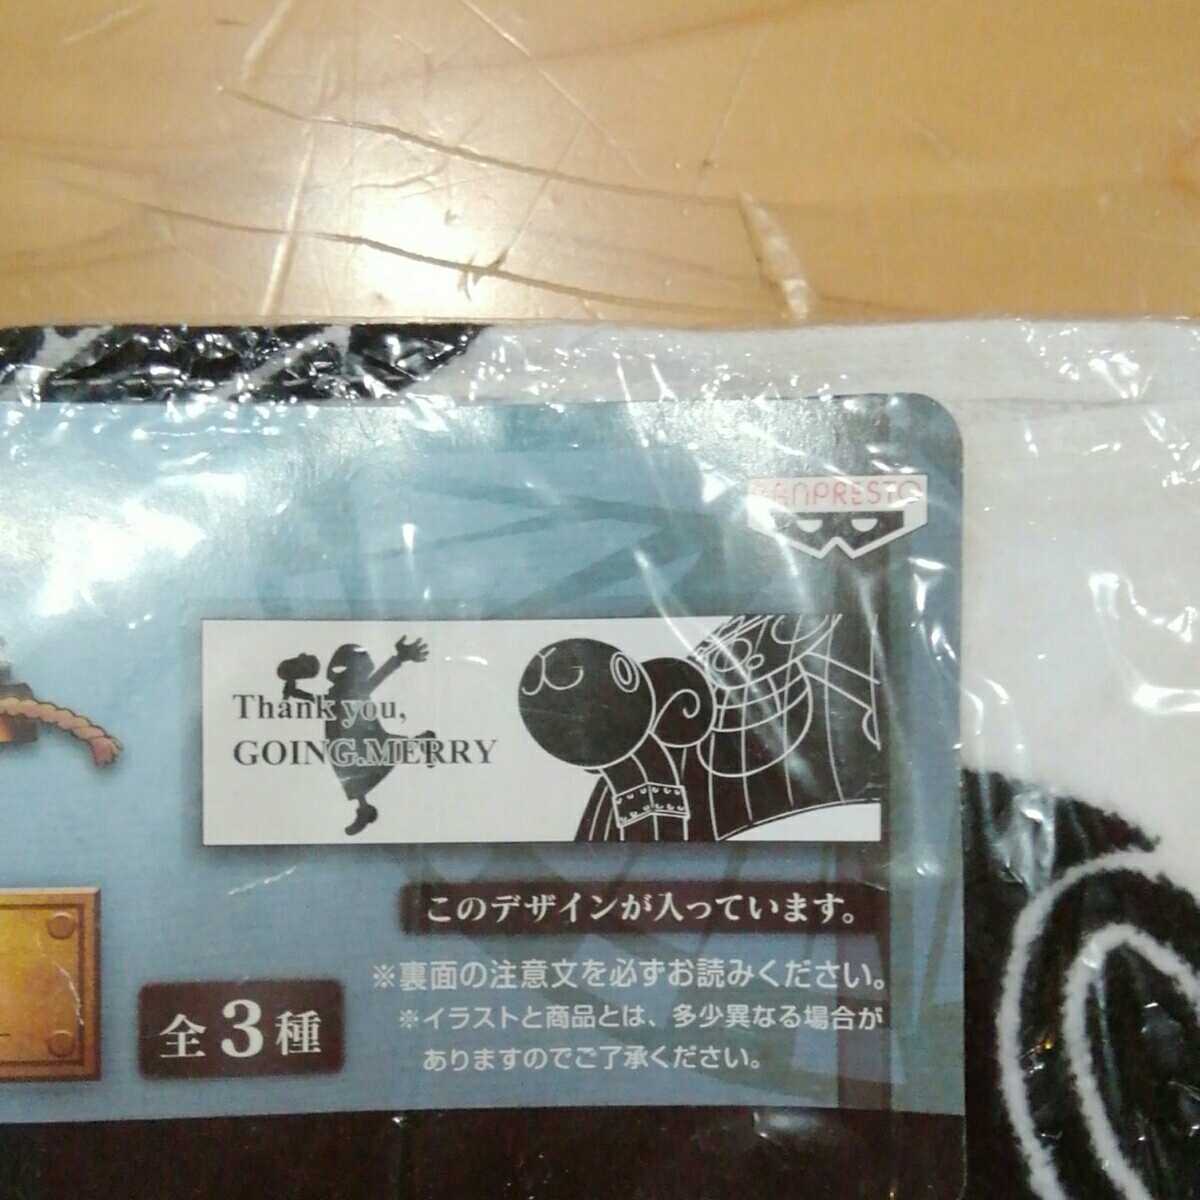 BANPRESTO
Thank you,
GOING.MERRY
このデザインが入っています。
※裏面の注意文を必ずお読みください。
全3種
※イラストと商品とは、多少異なる場合が
ありますのでご了承ください。